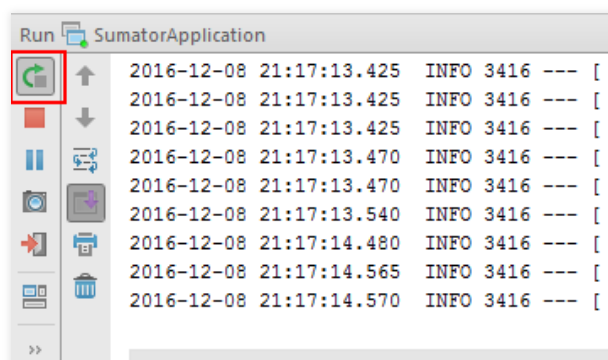 Run SumatorApplication
2016-12-08 21:17:13.425 INFO 3416 --- [
2016-12-08 21:17:13.425 INFO 3416 --- [
2016-12-08 21:17:13.425 INFO 3416 --- [
2016-12-08 21:17:13.470 INFO 3416 --- [
2016-12-08 21:17:13.470 INFO 3416 --- [
2016-12-08 21:17:13.540 INFO 3416 --- [
2016-12-08 21:17:14.480 INFO 3416 --- [
2016-12-08 21:17:14.565 INFO 3416 --- [
2016-12-08 21:17:14.570 INFO 3416 --- [